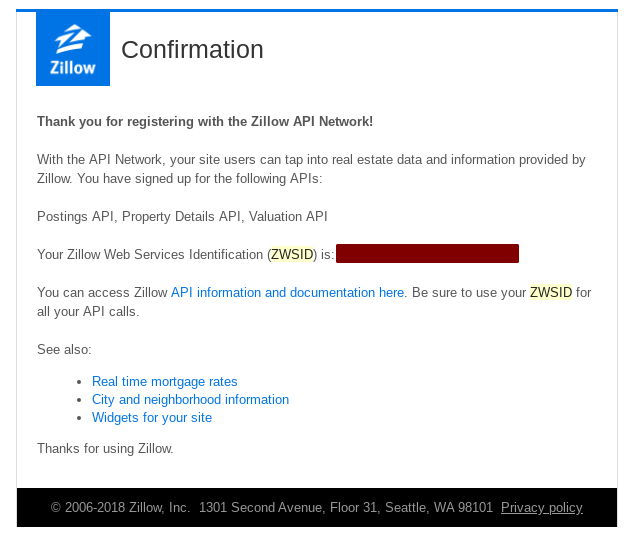 Zillow
Confirmation
Thank you for registering with the Zillow API Network!
With the API Network, your site users can tap into real estate data and information provided by
Zillow. You have signed up for the following APIs:
Postings API, Property Details API, Valuation API
Your Zillow Web Services Identification (ZWSID) is:
You can access Zillow API information and documentation here. Be sure to use your ZWSID for
all your API calls.
See also:
• Real time mortgage rates
• City and neighborhood information
• Widgets for your site
Thanks for using Zillow.
© 2006-2018 Zillow, Inc. 1301 Second Avenue, Floor 31, Seattle, WA 98101 Privacy policy